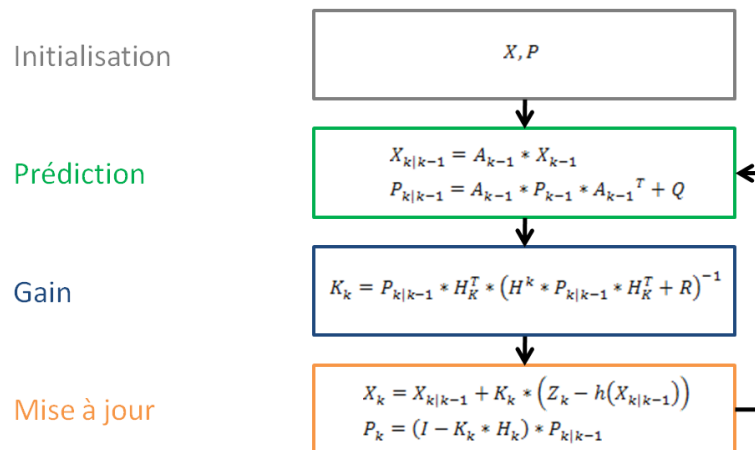 Initialisation
X, P
Prédiction
X_{k|k-1} = A_{k-1} * X_{k-1}
P_{k|k-1} = A_{k-1} * P_{k-1} * A_{k-1}^T + Q
Gain
K_k = P_{k|k-1} * H_K^T * (H^k * P_{k|k-1} * H_K^T + R)^{-1}
Mise à jour
X_k = X_{k|k-1} + K_k * (Z_k - h(X_{k|k-1}))
P_k = (I - K_k * H_k) * P_{k|k-1}